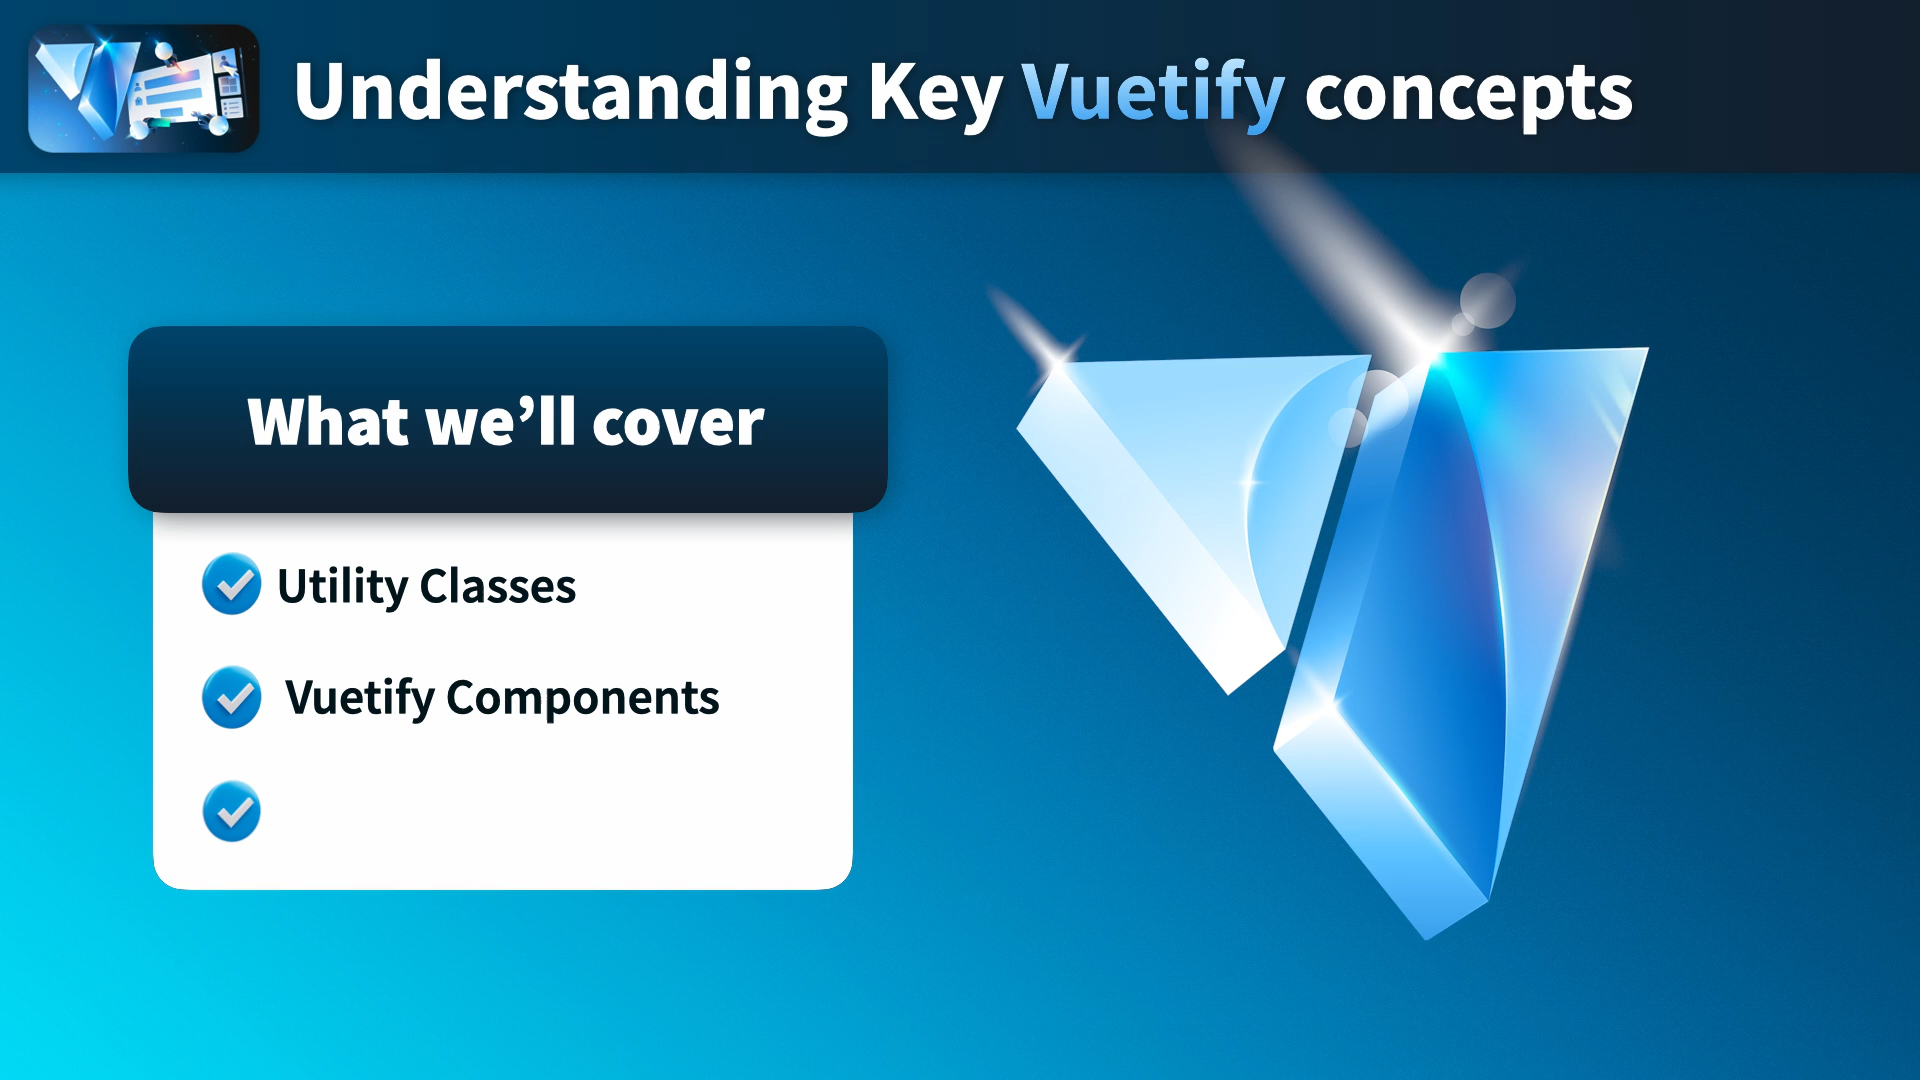 Understanding Key Vuetify concepts
What we’ll cover
Utility Classes
Vuetify Components